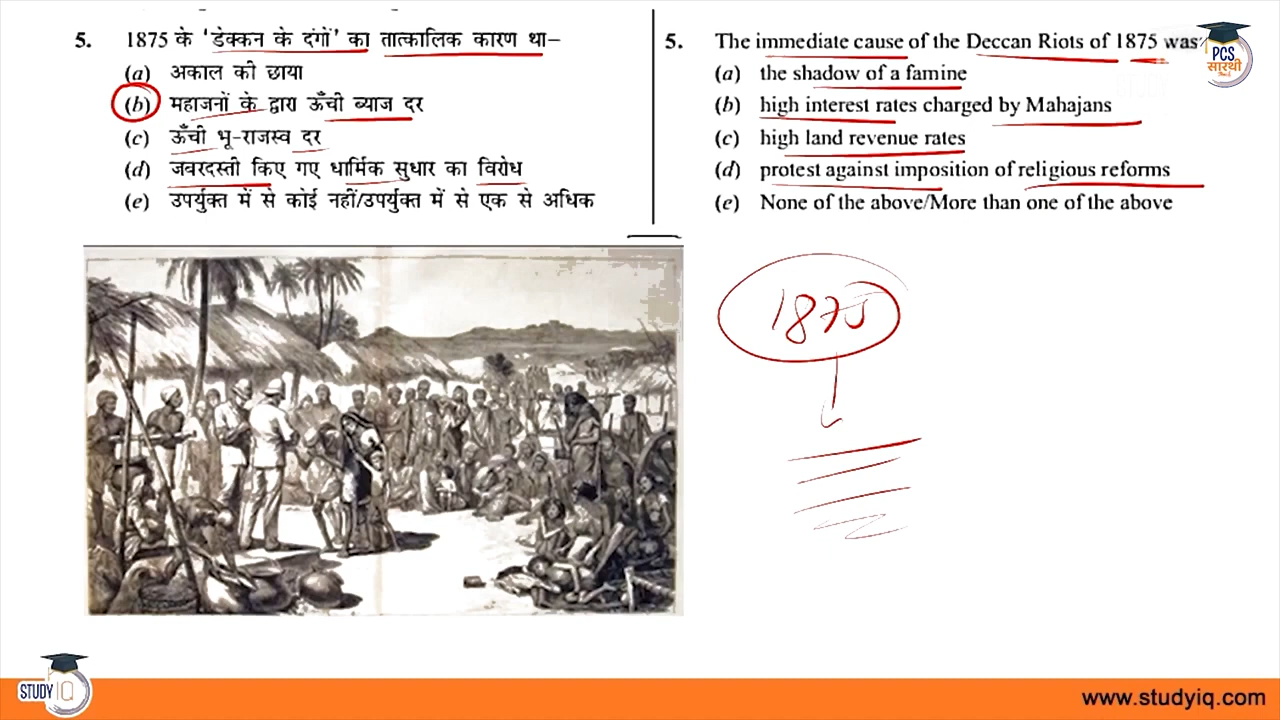 5. 1875 के 'डेक्कन के दंगों' का तात्कालिक कारण था–
(a) अकाल की छाया
(b) महाजनों के द्वारा ऊँची ब्याज दर
(c) ऊँची भू-राजस्व दर
(d) जबरदस्ती किए गए धार्मिक सुधार का विरोध
(e) उपर्युक्त में से कोई नहीं/उपर्युक्त में से एक से अधिक
5. The immediate cause of the Deccan Riots of 1875 was
(a) the shadow of a famine
(b) high interest rates charged by Mahajans
(c) high land revenue rates
(d) protest against imposition of religious reforms
(e) None of the above/More than one of the above
PCS
सारथी
1875
STUDY IQ
www.studyiq.com